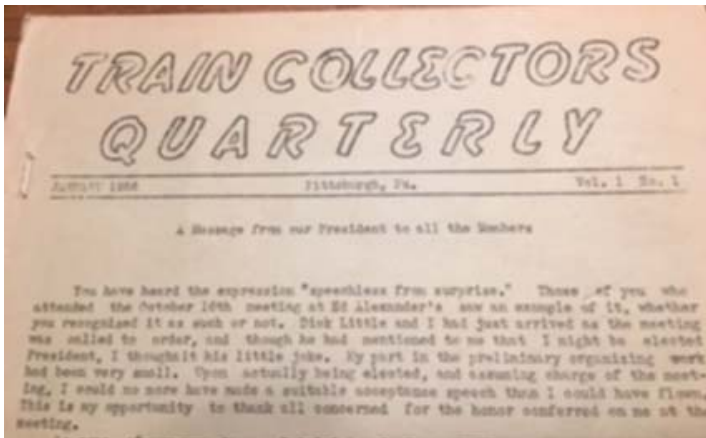 TRAIN COLLECTORS
QUARTERLY
JANUARY 1955 Pittsburgh, Pa. Vol. 1 No. 1
A Message from our President to all the Members
You have heard the expression "speechless from surprise." Those of you who
attended the October 16th meeting at Ed Alexander's saw an example of it, whether
you recognized it as such or not. Dick Little and I had just arrived as the meeting
was called to order, and though he had mentioned to me that I might be elected
President, I thought it his little joke. My part in the preliminary organizing work
had been very small. Upon actually being elected, and assuming charge of the meet-
ing, I could no more have made a suitable acceptance speech than I could have flown.
This is my opportunity to thank all concerned for the honor conferred on me at the
meeting.